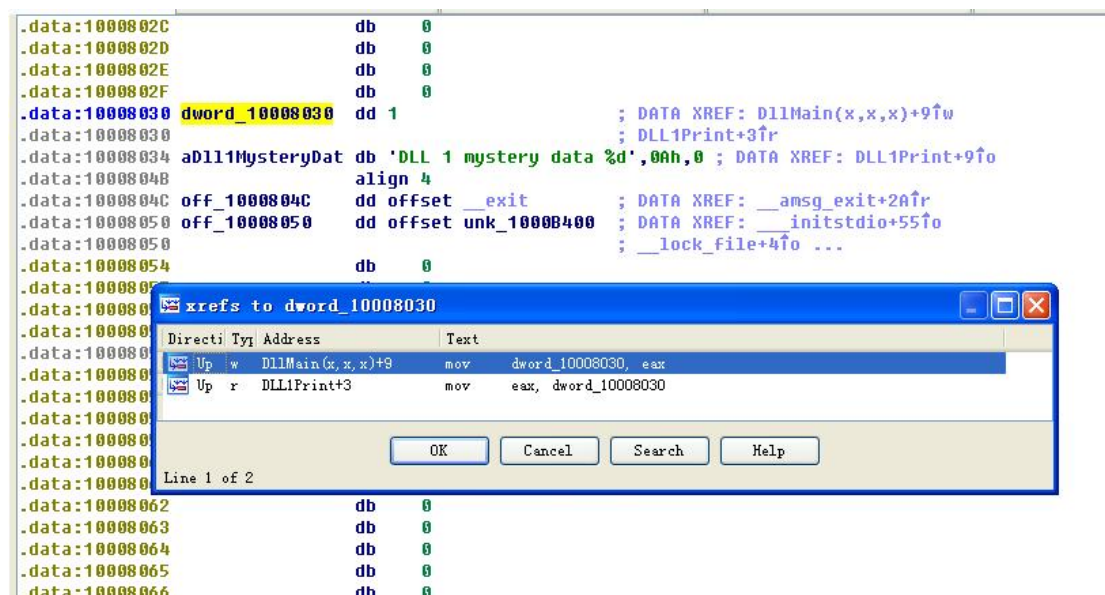 .data:1000802C db 0
.data:1000802D db 0
.data:1000802E db 0
.data:1000802F db 0
.data:10008030 dword_10008030 dd 1 ; DATA XREF: DllMain(x,x,x)+9↑w
.data:10008030 ; DLL1Print+3↑r
.data:10008034 aDll1MysteryDat db 'DLL 1 mystery data %d',0Ah,0 ; DATA XREF: DLL1Print+9↑o
.data:1000804B align 4
.data:1000804C off_1000804C dd offset __exit ; DATA XREF: __amsg_exit+2A↑r
.data:10008050 off_10008050 dd offset unk_1000B400 ; DATA XREF: ___initstdio+55↑o
.data:10008050 ; __lock_file+4↑o ...
.data:10008054 db 0
xrefs to dword_10008030
Directi Typ Address Text
Up w DllMain(x,x,x)+9 mov dword_10008030, eax
Up r DLL1Print+3 mov eax, dword_10008030
OK Cancel Search Help
Line 1 of 2
.data:10008062 db 0
.data:10008063 db 0
.data:10008064 db 0
.data:10008065 db 0
.data:10008066 db 0